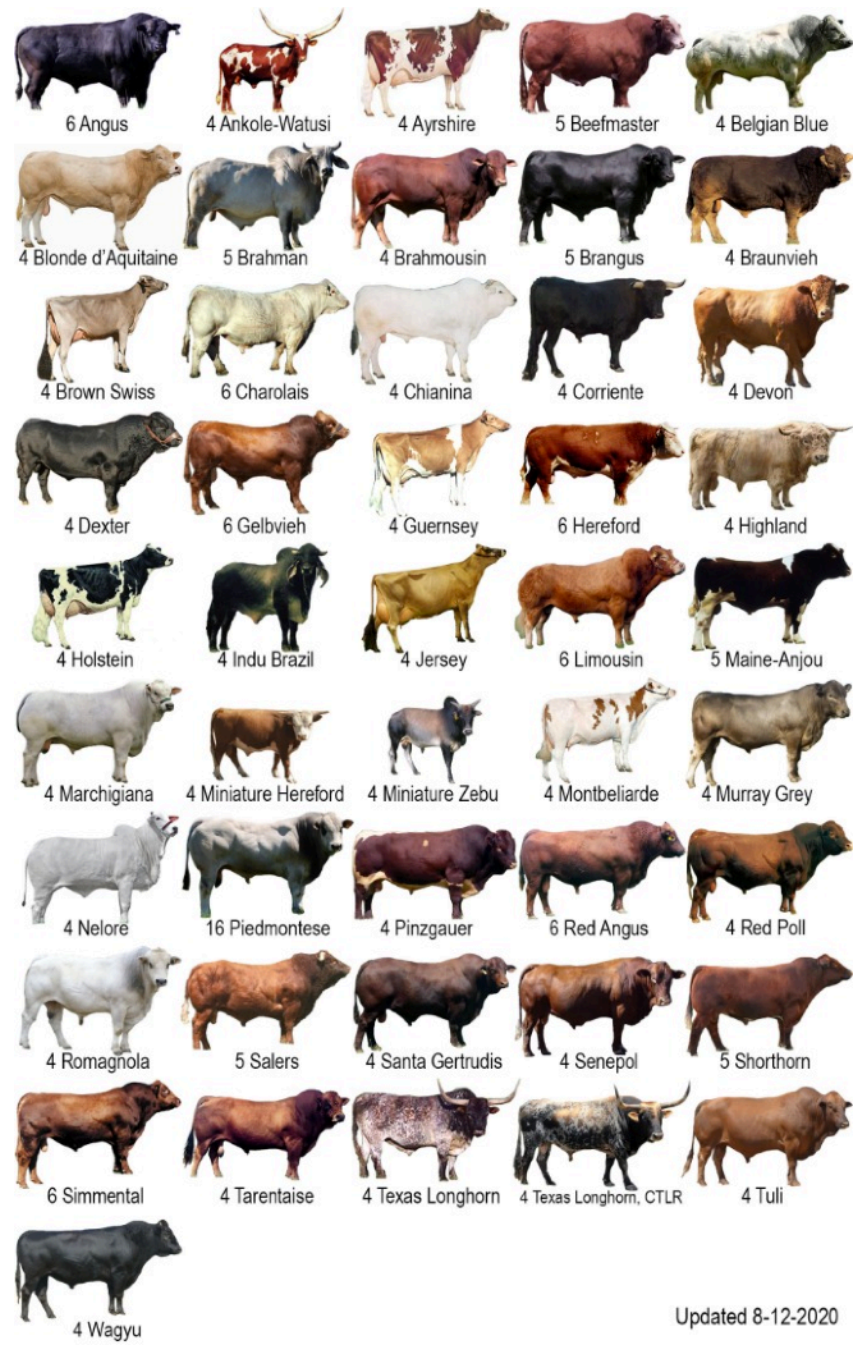 6 Angus
4 Ankole-Watusi
4 Ayrshire
5 Beefmaster
4 Belgian Blue
4 Blonde d'Aquitaine
5 Brahman
4 Brahmousin
5 Brangus
4 Braunvieh
4 Brown Swiss
6 Charolais
4 Chianina
4 Corriente
4 Devon
4 Dexter
6 Gelbvieh
4 Guernsey
6 Hereford
4 Highland
4 Holstein
4 Indu Brazil
4 Jersey
6 Limousin
5 Maine-Anjou
4 Marchigiana
4 Miniature Hereford
4 Miniature Zebu
4 Montbeliarde
4 Murray Grey
4 Nelore
16 Piedmontese
4 Pinzgauer
6 Red Angus
4 Red Poll
4 Romagnola
5 Salers
4 Santa Gertrudis
4 Senepol
5 Shorthorn
6 Simmental
4 Tarentaise
4 Texas Longhorn
4 Texas Longhorn, CTLR
4 Tuli
4 Wagyu
Updated 8-12-2020